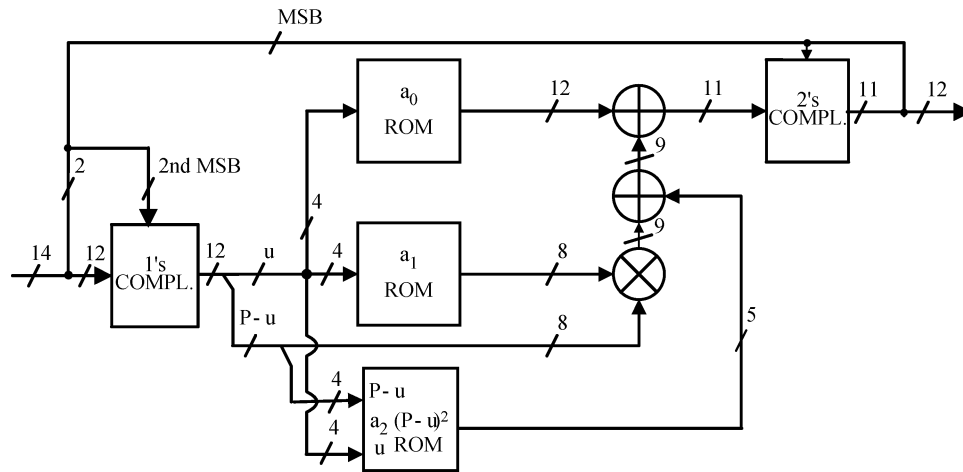 MSB
a0
ROM
12
11
2's
COMPL.
11
12
9
2
2nd MSB
4
9
14
12
1's
COMPL.
12
u
4
a1
ROM
8
P - u
8
5
4
P - u
a2 (P - u)2
u ROM
4